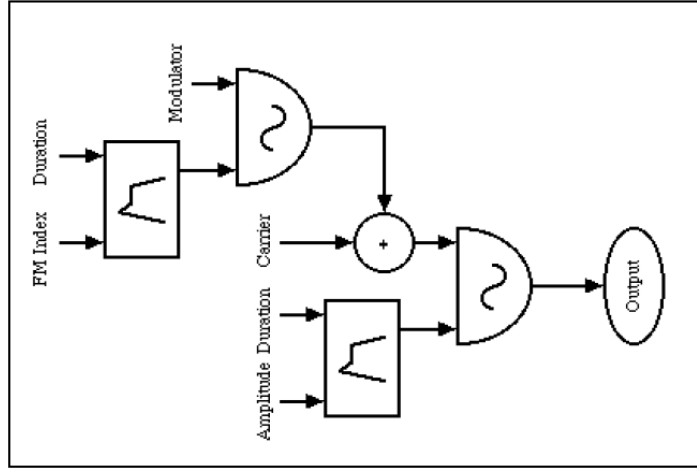 FM Index
Duration
Modulator
Carrier
+
Amplitude
Duration
Output